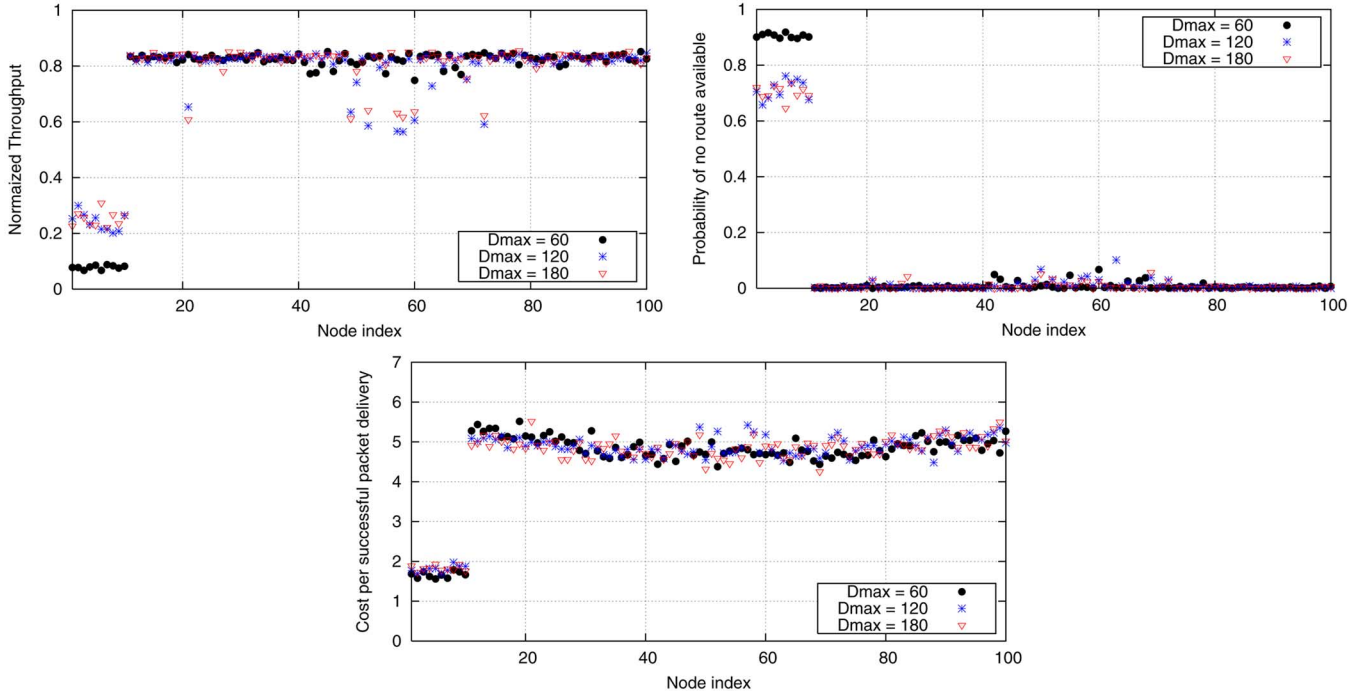 Normaized Throughput
1
0.8
0.6
0.4
0.2
0
20
40
60
80
100
Node index
Dmax = 60
Dmax = 120
Dmax = 180
Probability of no route available
1
0.8
0.6
0.4
0.2
0
20
40
60
80
100
Node index
Dmax = 60
Dmax = 120
Dmax = 180
Cost per successful packet delivery
7
6
5
4
3
2
1
0
20
40
60
80
100
Node index
Dmax = 60
Dmax = 120
Dmax = 180